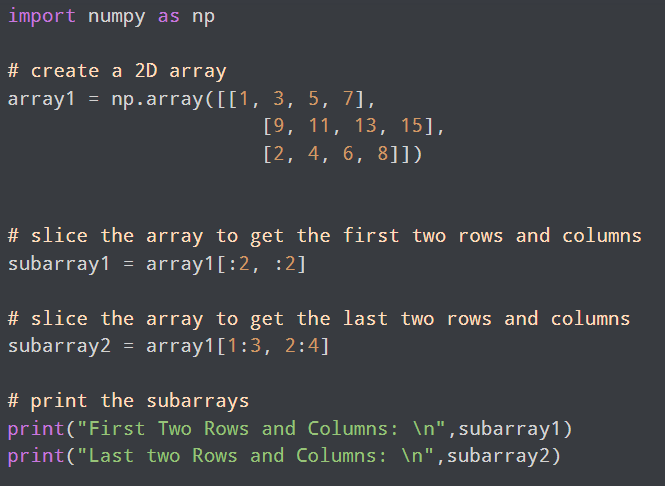 import numpy as np
# create a 2D array
array1 = np.array([[1, 3, 5, 7],
                      [9, 11, 13, 15],
                      [2, 4, 6, 8]])
# slice the array to get the first two rows and columns
subarray1 = array1[:2, :2]
# slice the array to get the last two rows and columns
subarray2 = array1[1:3, 2:4]
# print the subarrays
print("First Two Rows and Columns: \n",subarray1)
print("Last two Rows and Columns: \n",subarray2)